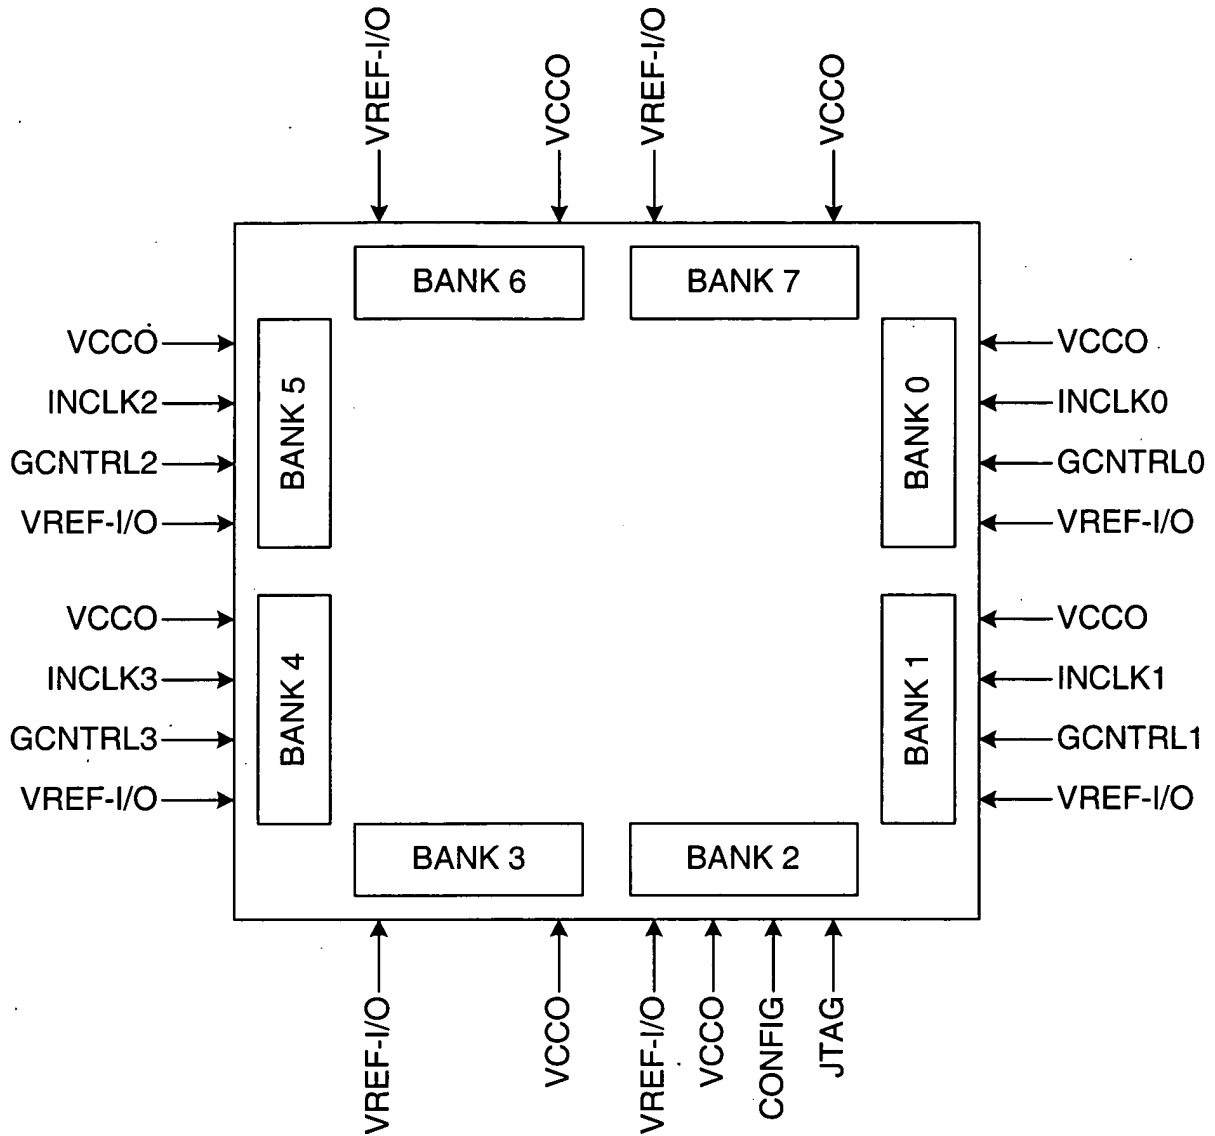 VREF-I/O
VCCO
VREF-I/O
VCCO
BANK 6
BANK 7
VCCO
INCLK2
GCNTRL2
VREF-I/O
BANK 5
BANK 0
VCCO
INCLK0
GCNTRL0
VREF-I/O
VCCO
INCLK3
GCNTRL3
VREF-I/O
BANK 4
BANK 1
VCCO
INCLK1
GCNTRL1
VREF-I/O
BANK 3
BANK 2
VREF-I/O
VCCO
VREF-I/O
VCCO
CONFIG
JTAG